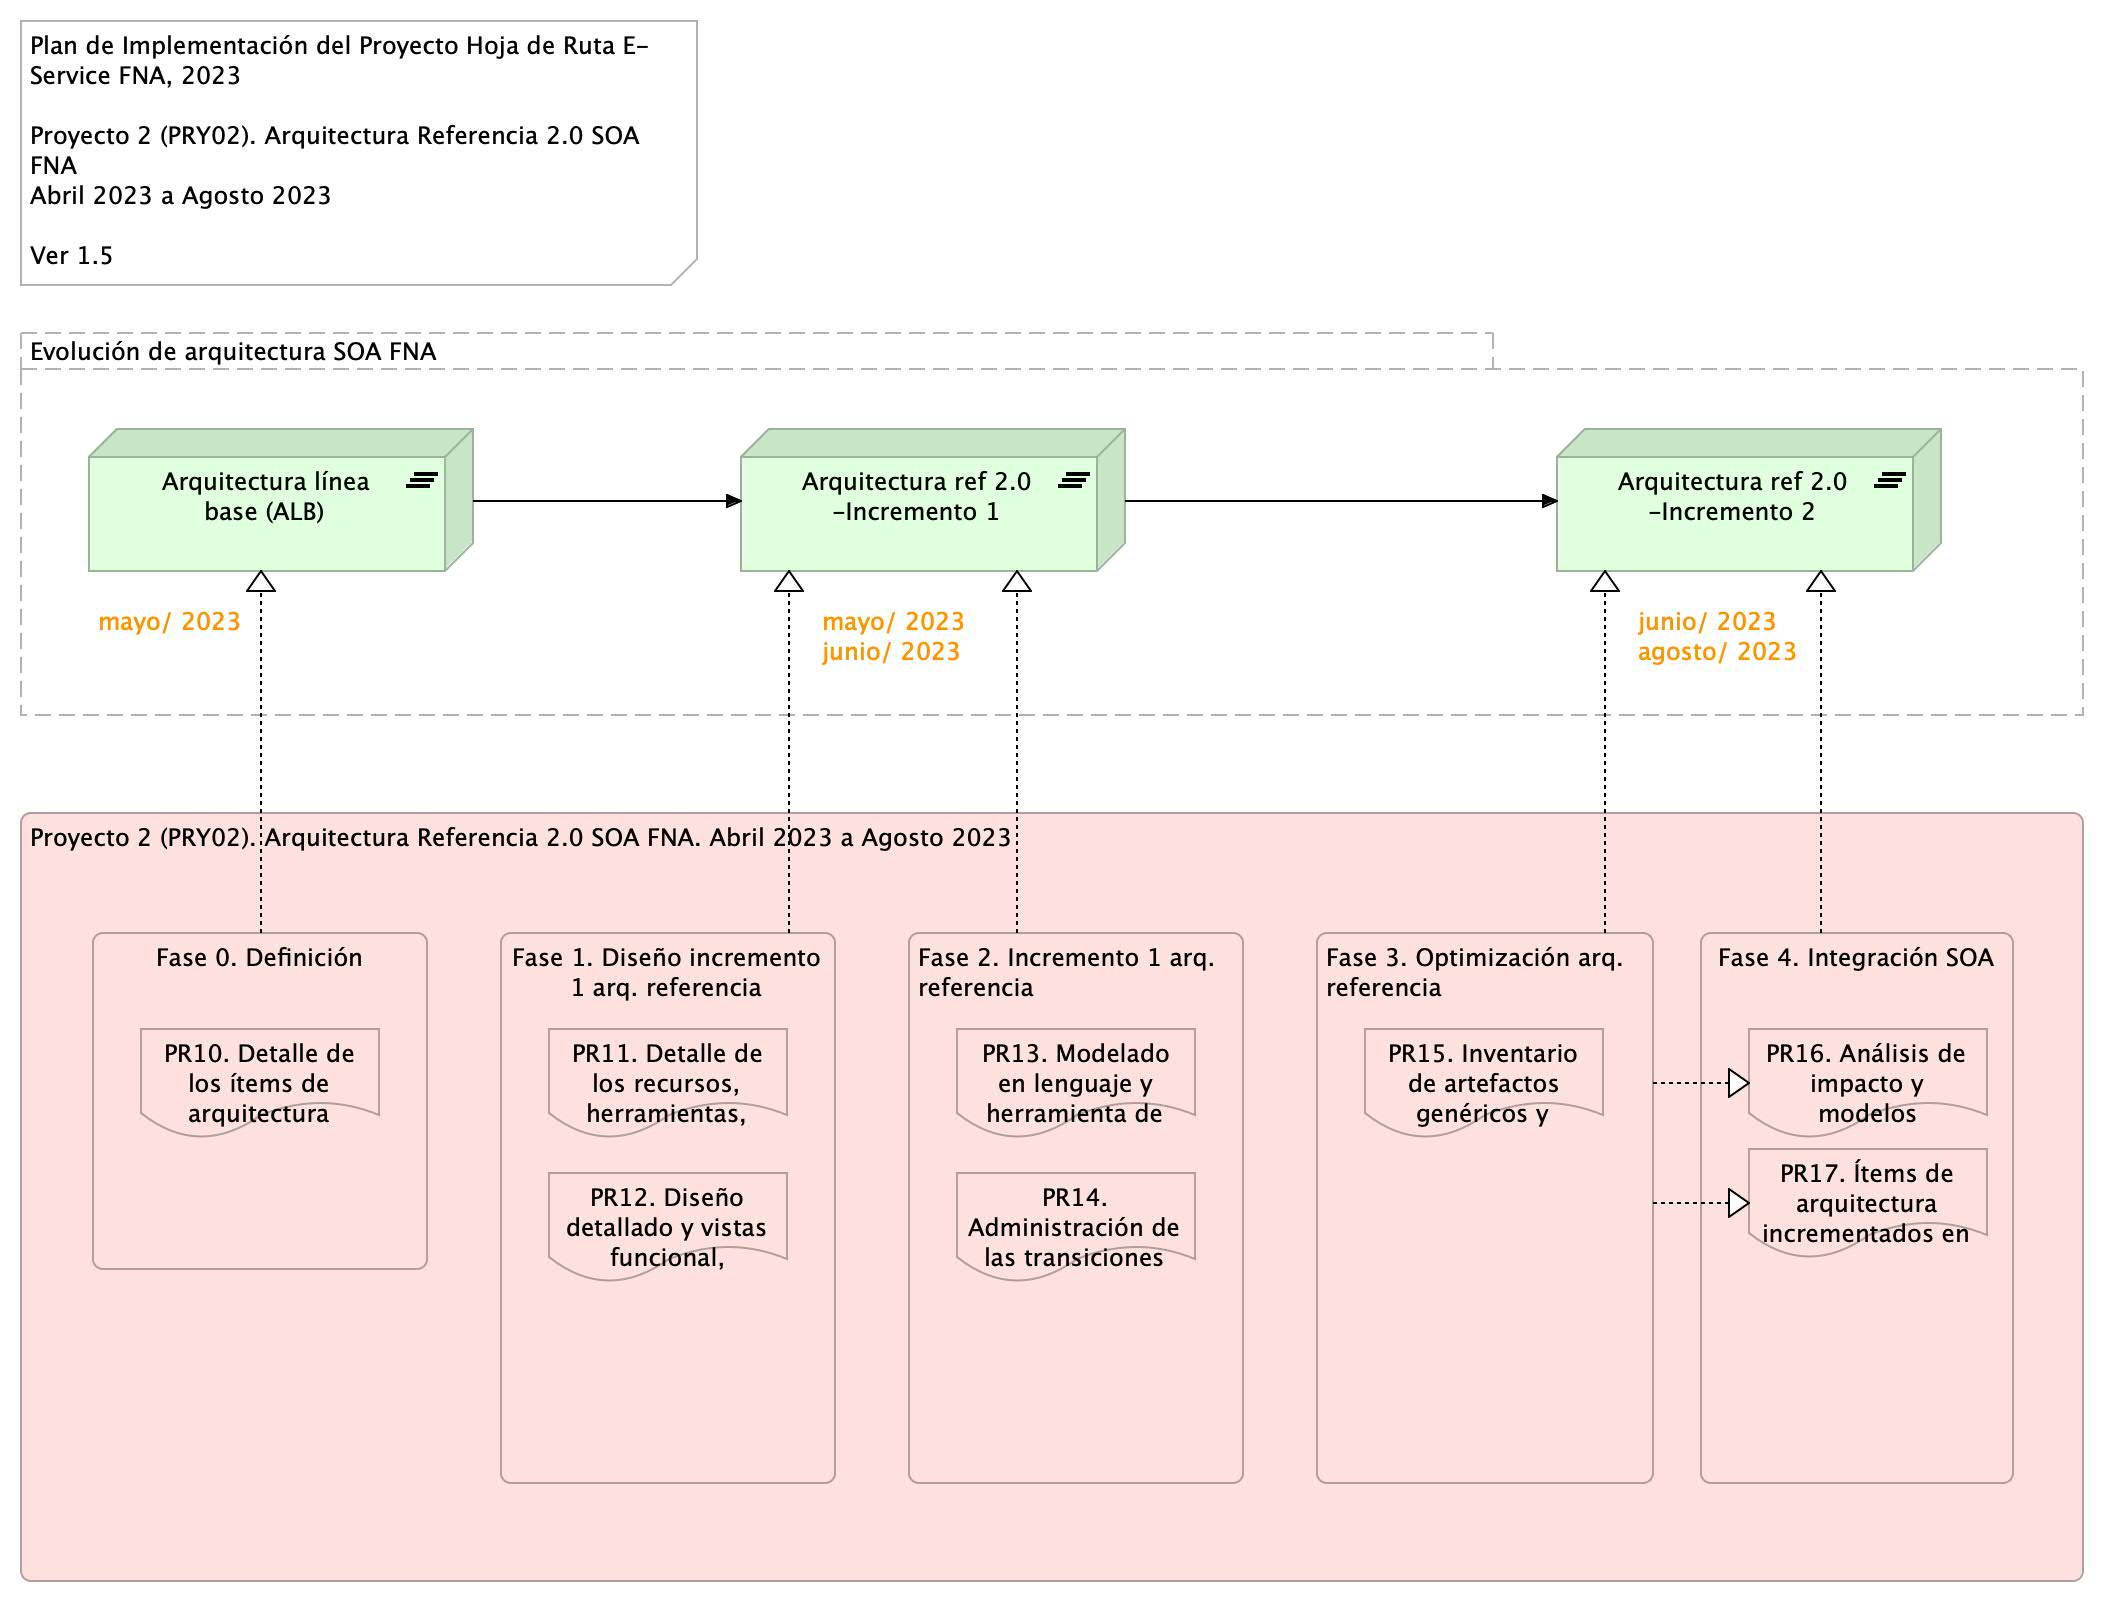 Plan de Implementación del Proyecto Hoja de Ruta E-
Service FNA, 2023
Proyecto 2 (PRY02). Arquitectura Referencia 2.0 SOA
FNA
Abril 2023 a Agosto 2023
Ver 1.5
Evolución de arquitectura SOA FNA
Arquitectura línea
base (ALB)
Arquitectura ref 2.0
-Incremento 1
Arquitectura ref 2.0
-Incremento 2
mayo/ 2023
mayo/ 2023
junio/ 2023
junio/ 2023
agosto/ 2023
Proyecto 2 (PRY02). Arquitectura Referencia 2.0 SOA FNA. Abril 2023 a Agosto 2023
Fase 0. Definición
PR10. Detalle de
los ítems de
arquitectura
Fase 1. Diseño incremento
1 arq. referencia
PR11. Detalle de
los recursos,
herramientas,
PR12. Diseño
detallado y vistas
funcional,
Fase 2. Incremento 1 arq.
referencia
PR13. Modelado
en lenguaje y
herramienta de
PR14.
Administración de
las transiciones
Fase 3. Optimización arq.
referencia
PR15. Inventario
de artefactos
genéricos y
Fase 4. Integración SOA
PR16. Análisis de
impacto y
modelos
PR17. Ítems de
arquitectura
incrementados en